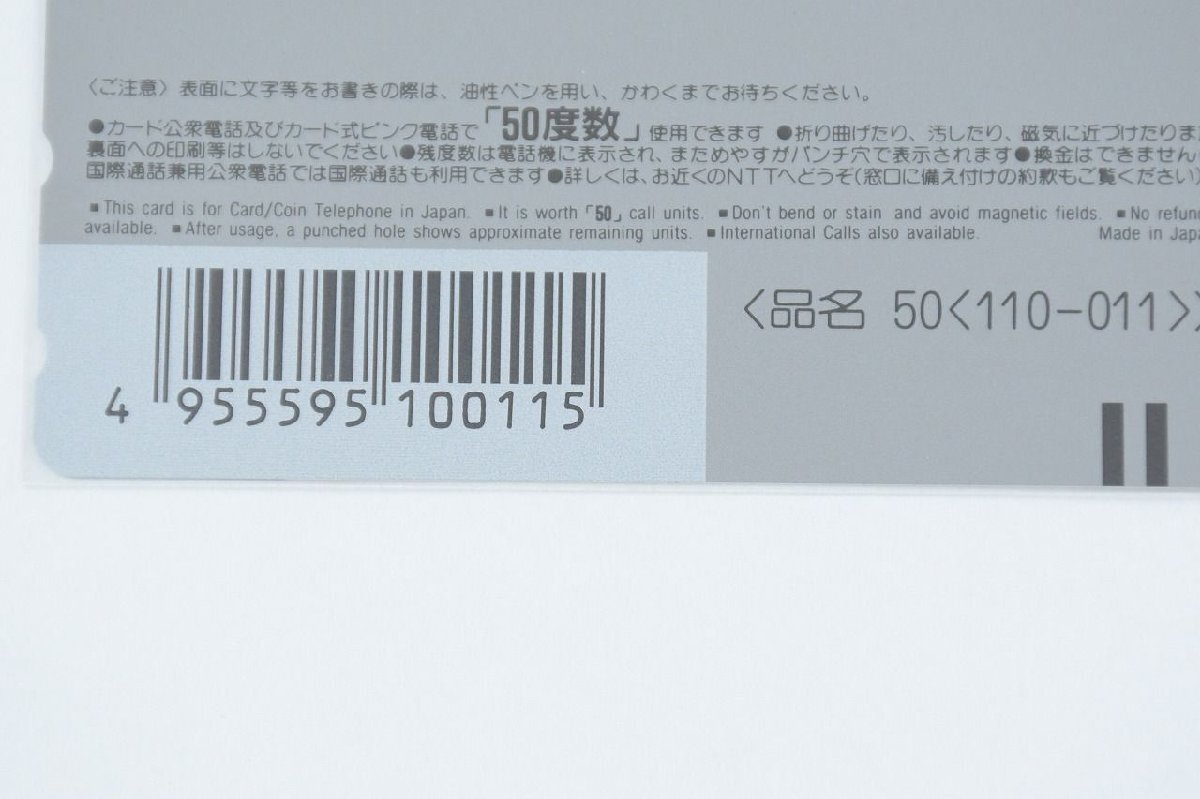 〈ご注意〉表面に文字等をお書きの際は、油性ペンを用い、かわくまでお待ちください。
●カード公衆電話及びカード式ピンク電話で「50度数」使用できます ●折り曲げたり、汚したり、磁気に近づけたりま
裏面への印刷等はしないでください●残度数は電話機に表示され、まためやすがパンチ穴で表示されます●換金はできません
国際通話兼用公衆電話では国際通話も利用できます●詳しくは、お近くのNTTへどうぞ(窓口に備え付けの約款もご覧ください)
■This card is for Card/Coin Telephone in Japan. ■It is worth「50」call units. ■Don't bend or stain and avoid magnetic fields. ■No refun
available. ■After usage, a punched hole shows approximate remaining units. ■International Calls also available. Made in Japa
〈品名 50〈110-011〉〉
4 955595 100115